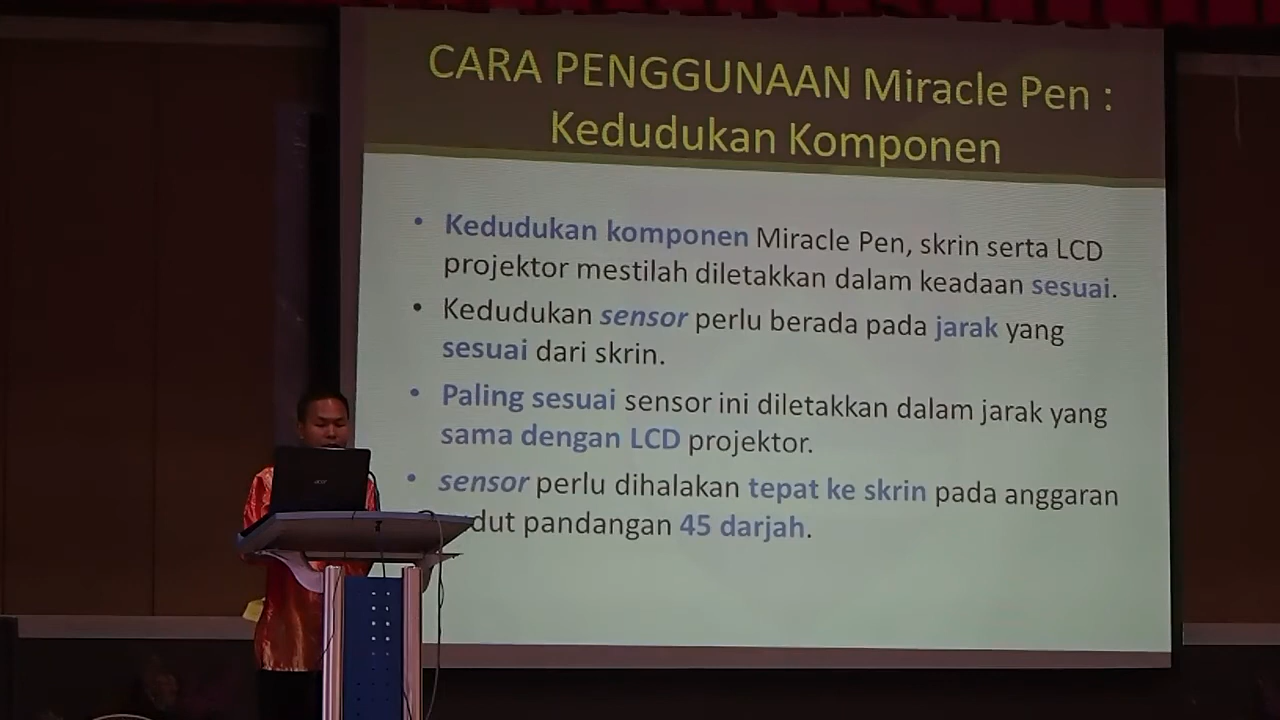 CARA PENGGUNAAN Miracle Pen :
Kedudukan Komponen
• Kedudukan komponen Miracle Pen, skrin serta LCD
projektor mestilah diletakkan dalam keadaan sesuai.
• Kedudukan sensor perlu berada pada jarak yang
sesuai dari skrin.
• Paling sesuai sensor ini diletakkan dalam jarak yang
sama dengan LCD projektor.
• sensor perlu dihalakan tepat ke skrin pada anggaran
dut pandangan 45 darjah.
acer